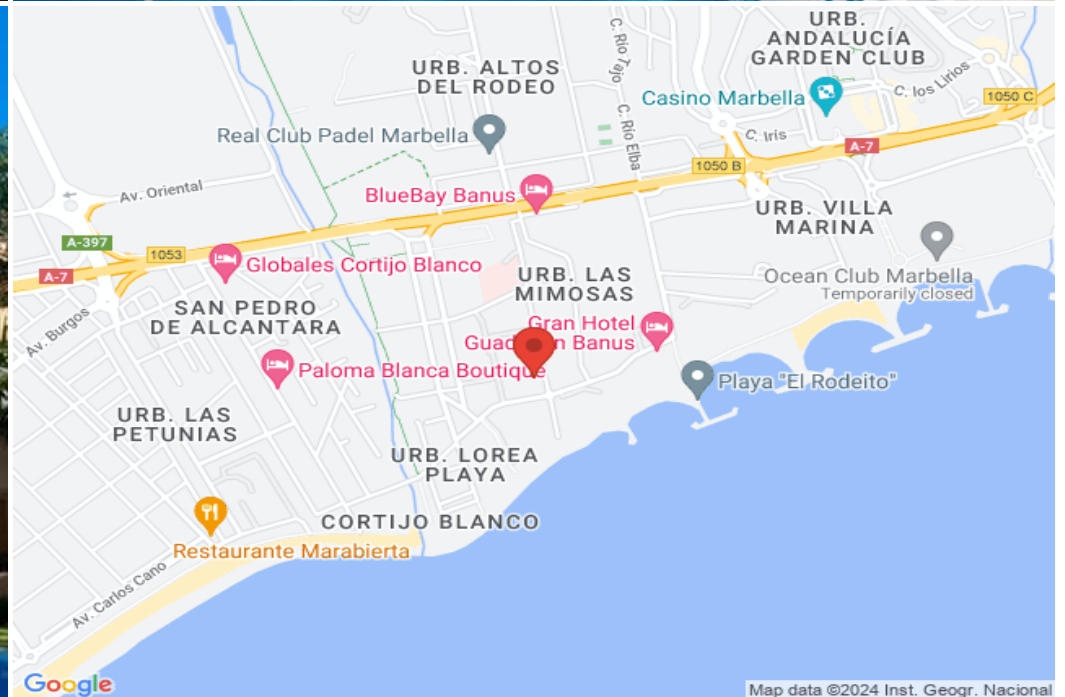 URB.
ANDALUCÍA
GARDEN CLUB
URB. ALTOS
DEL RODEO
C. Río Tajo
C. los Lirios
Casino Marbella
1050 C
Real Club Padel Marbella
C. Río Elba
C. Iris
A-7
1050 B
Av. Oriental
BlueBay Banus
URB. VILLA
MARINA
A-397
1053
A-7
Globales Cortijo Blanco
URB. LAS
MIMOSAS
Ocean Club Marbella
Temporarily closed
SAN PEDRO
DE ALCANTARA
Av. Burgos
Gran Hotel
Banus
Paloma Blanca Boutique
Playa "El Rodeito"
URB. LAS
PETUNIAS
URB. LOREA
PLAYA
CORTIJO BLANCO
Restaurante Marabierta
Av. Carlos Cano
Google
Map data ©2024 Inst. Geogr. Nacional